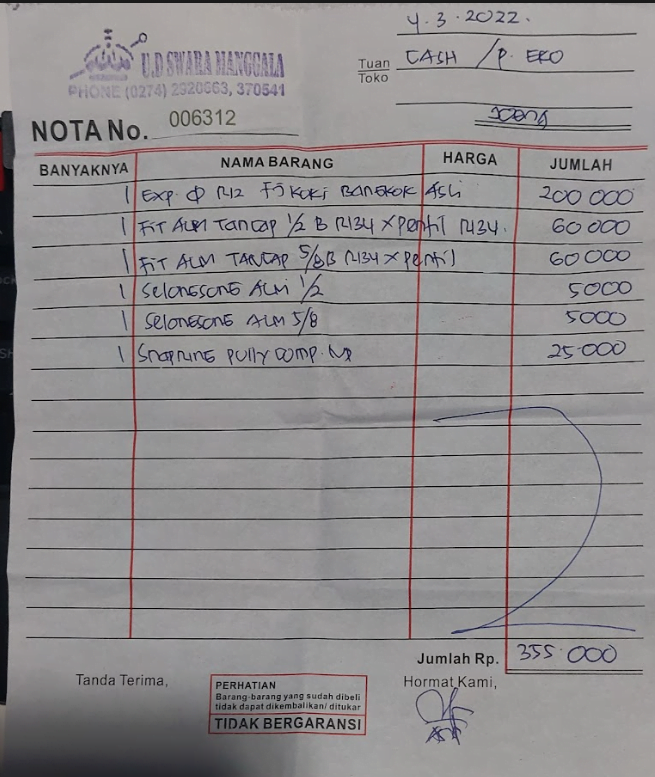 U.D SWARA MANGGALA
PHONE (0274) 2920663, 370541
4.3.2022.
Tuan
Toko
CASH / P. EKO
NOTA No. 006312
BANYAKNYA NAMA BARANG HARGA JUMLAH
1 Exp. Φ R12 FJ KOKI BANGKOK ASLI 200 000
1 FiT ALM TANCAP 1/2 B R134 x Pentil R134. 60 000
1 FiT ALM TANCAP 5/8 B R134 x Pentil 60 000
1 SELONGSONG ALM 1/2 5000
1 SELONGSONG ALM 5/8 5000
1 SNAPRING PULLY COMP. 25.000
Jumlah Rp. 355.000
Tanda Terima,
Hormat Kami,
PERHATIAN
Barang-barang yang sudah dibeli
tidak dapat dikembalikan/ ditukar
TIDAK BERGARANSI